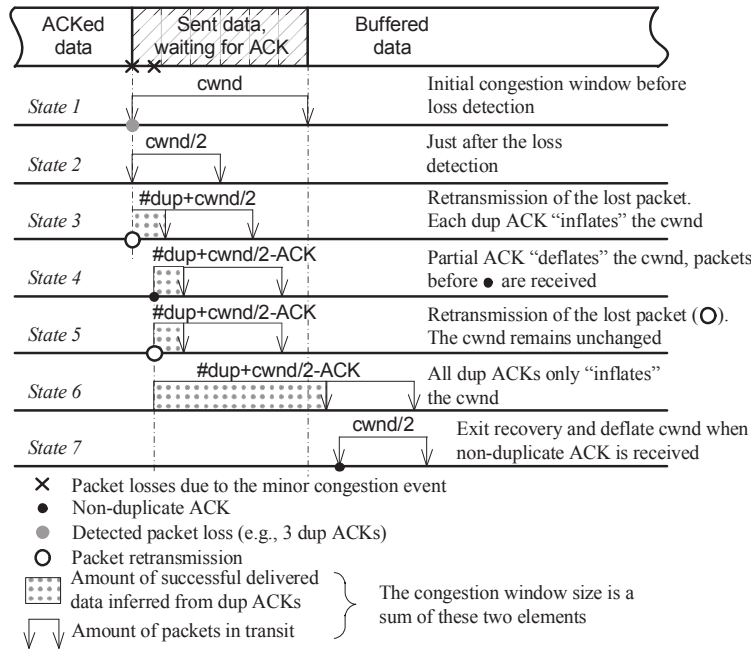 ACKed
data
Sent data,
waiting for ACK
Buffered
data
State 1
cwnd
Initial congestion window before
loss detection
State 2
cwnd/2
Just after the loss
detection
State 3
#dup+cwnd/2
Retransmission of the lost packet.
Each dup ACK “inflates” the cwnd
State 4
#dup+cwnd/2-ACK
Partial ACK “deflates” the cwnd, packets
before ● are received
State 5
#dup+cwnd/2-ACK
Retransmission of the lost packet (O).
The cwnd remains unchanged
State 6
#dup+cwnd/2-ACK
All dup ACKs only “inflates”
the cwnd
State 7
cwnd/2
Exit recovery and deflate cwnd when
non-duplicate ACK is received
Packet losses due to the minor congestion event
Non-duplicate ACK
Detected packet loss (e.g., 3 dup ACKs)
Packet retransmission
Amount of successful delivered
data inferred from dup ACKs
Amount of packets in transit
The congestion window size is a
sum of these two elements